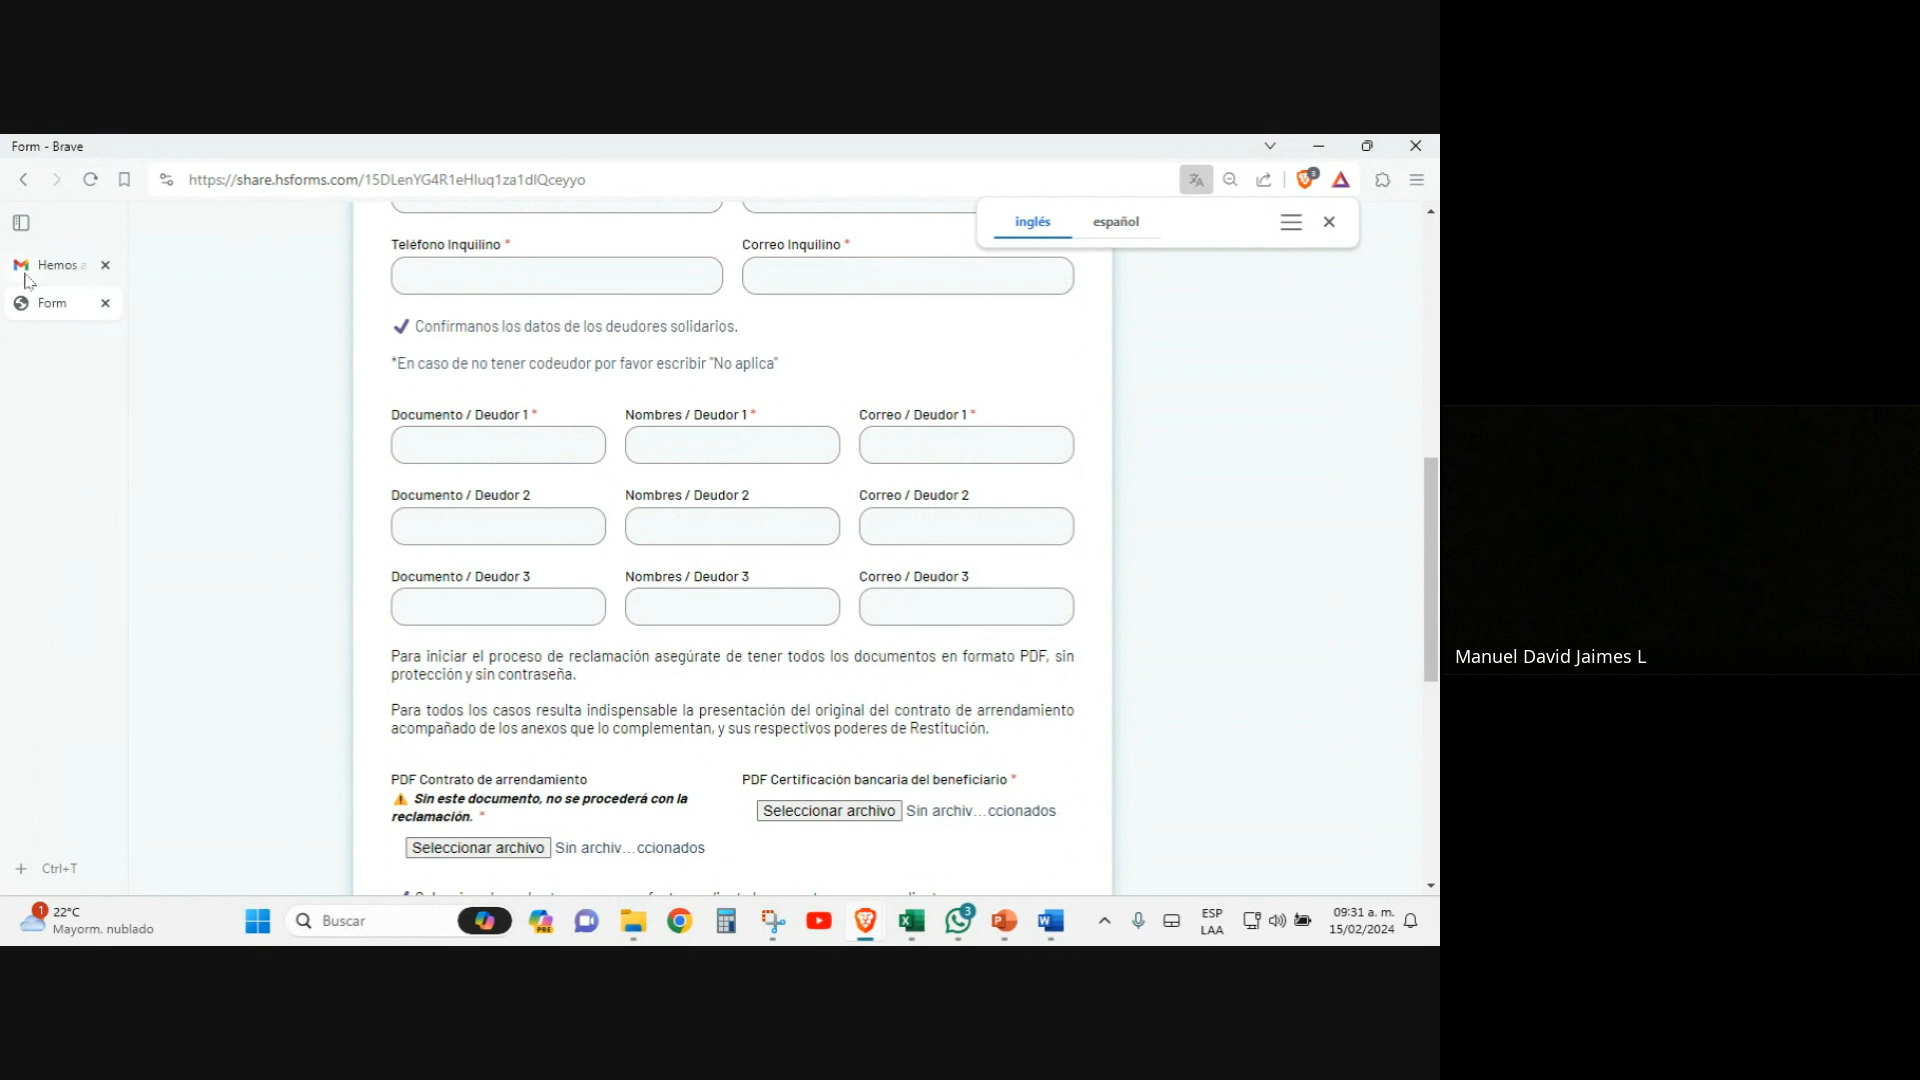 Form - Brave
https://share.hsforms.com/15DLenYG4R1eHIuq1za1dlQceyyo
3
inglés
español
Hemos a
Form
Teléfono Inquilino *
Correo Inquilino *
✔ Confirmanos los datos de los deudores solidarios.
*En caso de no tener codeudor por favor escribir "No aplica"
Documento / Deudor 1 *
Nombres / Deudor 1 *
Correo / Deudor 1 *
Documento / Deudor 2
Nombres / Deudor 2
Correo / Deudor 2
Documento / Deudor 3
Nombres / Deudor 3
Correo / Deudor 3
Para iniciar el proceso de reclamación asegúrate de tener todos los documentos en formato PDF, sin
protección y sin contraseña.
Para todos los casos resulta indispensable la presentación del original del contrato de arrendamiento
acompañado de los anexos que lo complementan, y sus respectivos poderes de Restitución.
PDF Contrato de arrendamiento
⚠ Sin este documento, no se procederá con la
reclamación. *
Seleccionar archivo Sin archiv...ccionados
PDF Certificación bancaria del beneficiario *
Seleccionar archivo Sin archiv...ccionados
Ctrl+T
Manuel David Jaimes L
1
22°C
Mayorm. nublado
Buscar
PRE
3
ESP
LAA
09:31 a. m.
15/02/2024